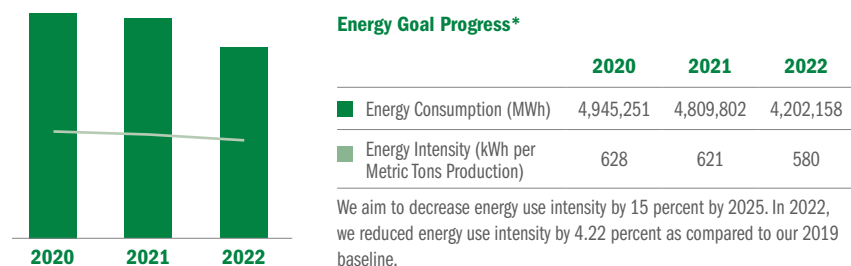 Energy Goal Progress*
2020 2021 2022
Energy Consumption (MWh) 4,945,251 4,809,802 4,202,158
Energy Intensity (kWh per
Metric Tons Production) 628 621 580
We aim to decrease energy use intensity by 15 percent by 2025. In 2022,
we reduced energy use intensity by 4.22 percent as compared to our 2019
baseline.
2020 2021 2022